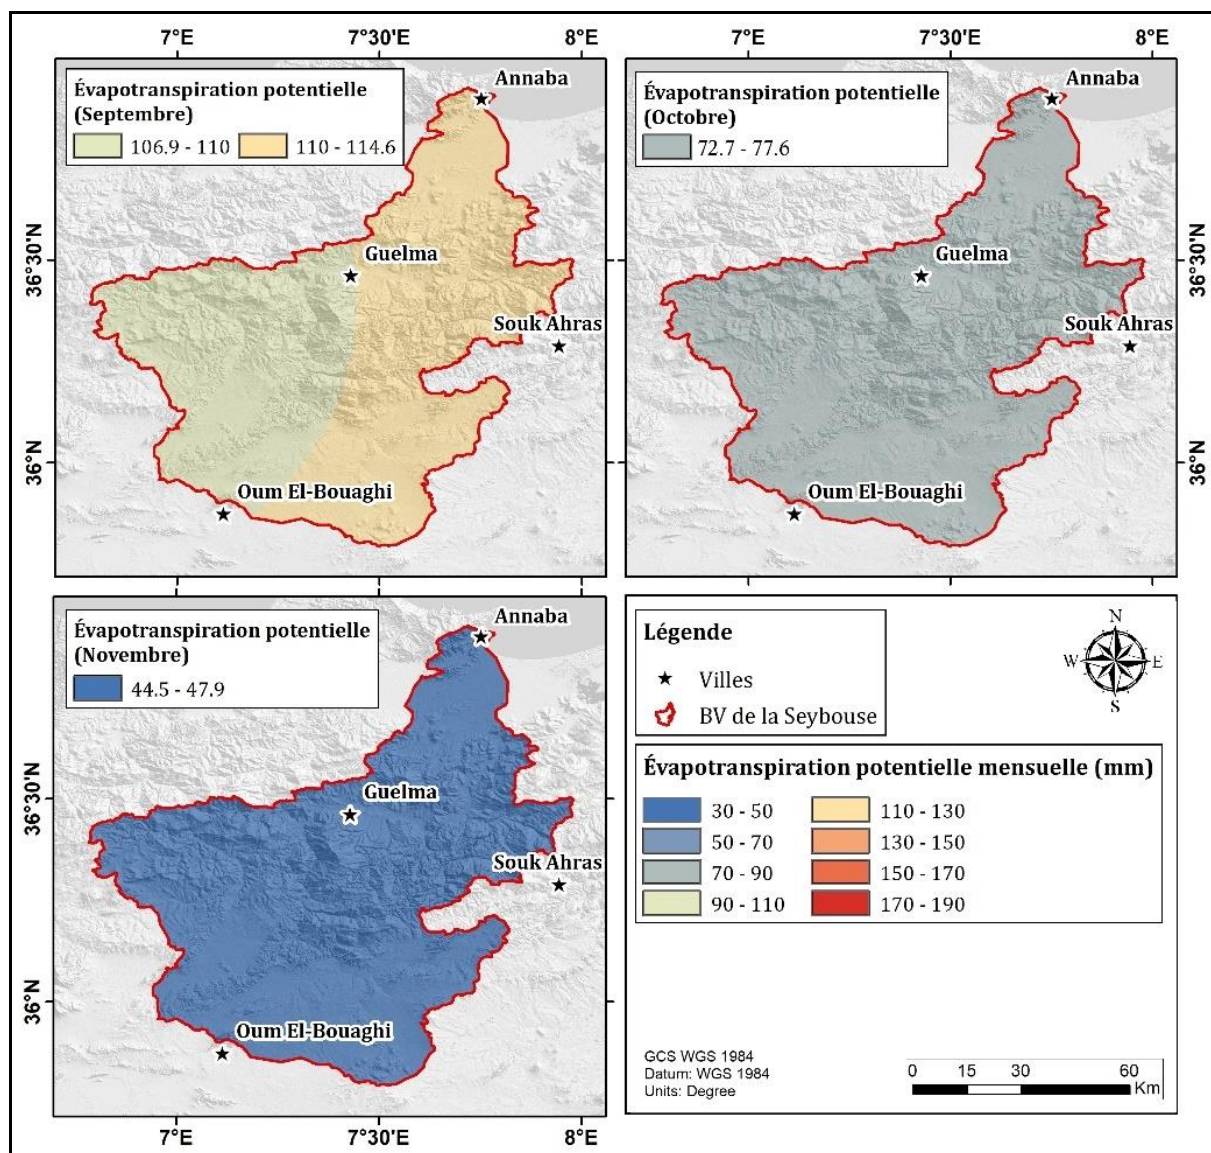 7°E 7°30'E 8°E
7°E 7°30'E 8°E
Évapotranspiration potentielle
(Septembre)
106.9 - 110 110 - 114.6
Annaba
Guelma
Souk Ahras
Oum El-Bouaghi
36°30'N
36°N
Évapotranspiration potentielle
(Octobre)
72.7 - 77.6
Annaba
Guelma
Souk Ahras
Oum El-Bouaghi
36°30'N
36°N
Évapotranspiration potentielle
(Novembre)
44.5 - 47.9
Annaba
Guelma
Souk Ahras
Oum El-Bouaghi
36°30'N
36°N
7°E 7°30'E 8°E
Légende
Villes
BV de la Seybouse
N
W E
S
Évapotranspiration potentielle mensuelle (mm)
30 - 50 110 - 130
50 - 70 130 - 150
70 - 90 150 - 170
90 - 110 170 - 190
GCS WGS 1984
Datum: WGS 1984
Units: Degree
0 15 30 60
Km